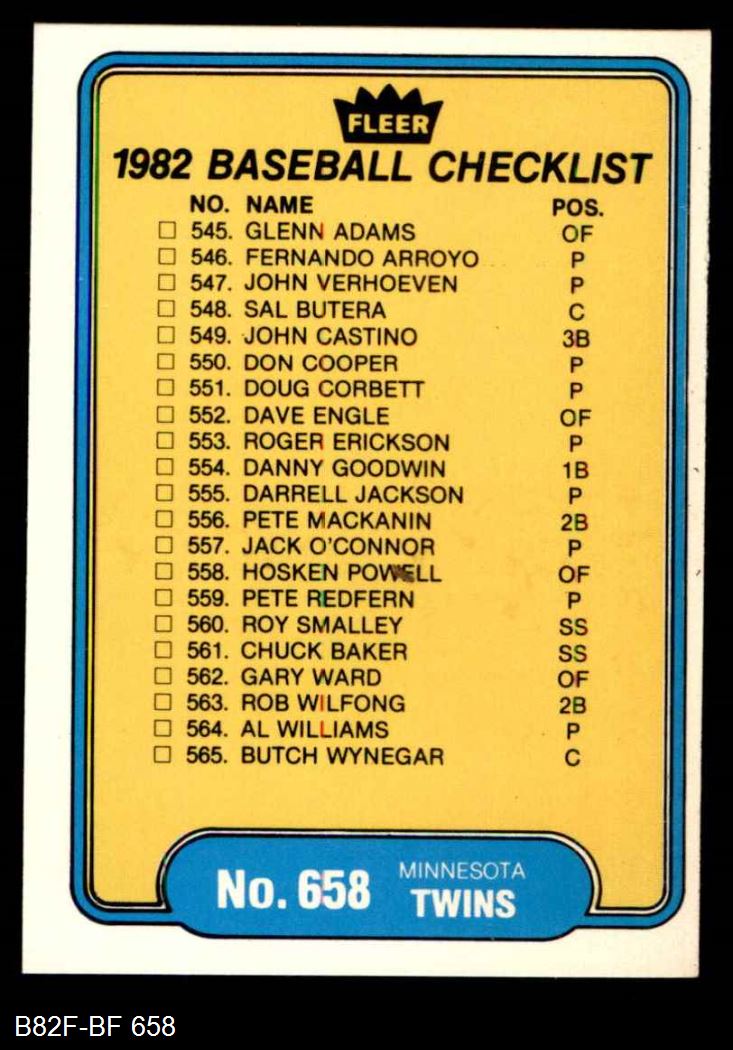 FLEER
1982 BASEBALL CHECKLIST
NO. NAME POS.
545. GLENN ADAMS OF
546. FERNANDO ARROYO P
547. JOHN VERHOEVEN P
548. SAL BUTERA C
549. JOHN CASTINO 3B
550. DON COOPER P
551. DOUG CORBETT P
552. DAVE ENGLE OF
553. ROGER ERICKSON P
554. DANNY GOODWIN 1B
555. DARRELL JACKSON P
556. PETE MACKANIN 2B
557. JACK O'CONNOR P
558. HOSKEN POWELL OF
559. PETE REDFERN P
560. ROY SMALLEY SS
561. CHUCK BAKER SS
562. GARY WARD OF
563. ROB WILFONG 2B
564. AL WILLIAMS P
565. BUTCH WYNEGAR C
No. 658 MINNESOTA
TWINS
B82F-BF 658